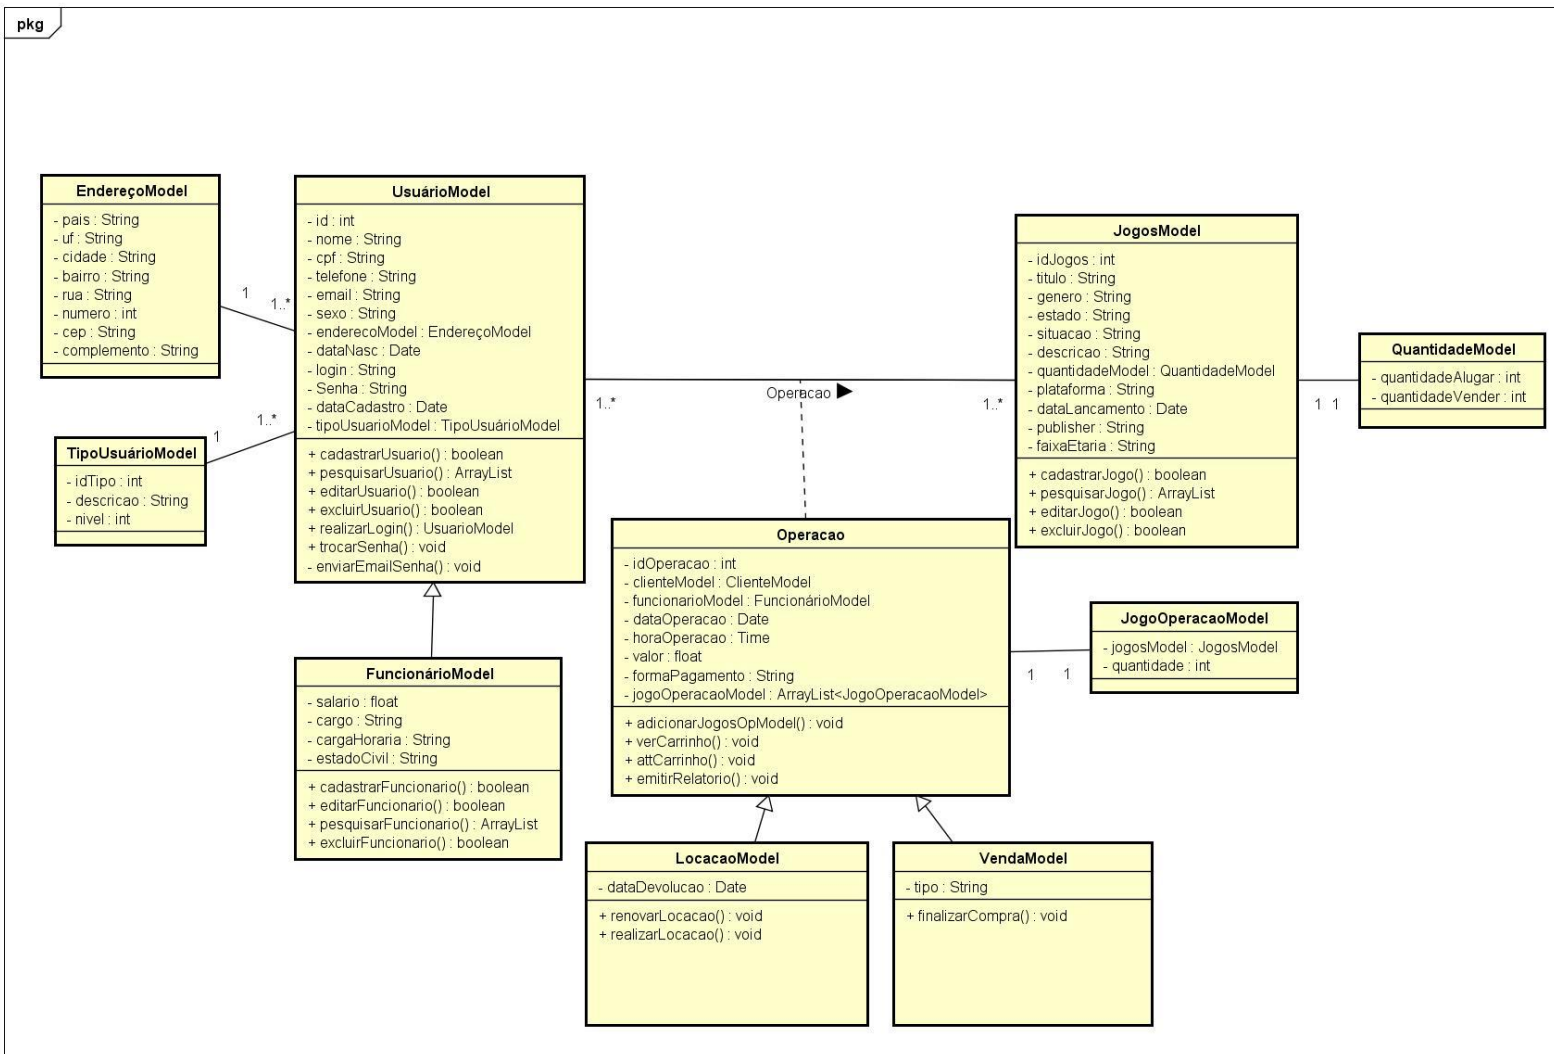 pkg
EndereçoModel
- pais : String
- uf : String
- cidade : String
- bairro : String
- rua : String
- numero : int
- cep : String
- complemento : String
1
1..*
TipoUsuárioModel
- idTipo : int
- descricao : String
- nivel : int
1
1..*
UsuárioModel
- id : int
- nome : String
- cpf : String
- telefone : String
- email : String
- sexo : String
- enderecoModel : EndereçoModel
- dataNasc : Date
- login : String
- Senha : String
- dataCadastro : Date
- tipoUsuarioModel : TipoUsuárioModel
+ cadastrarUsuario() : boolean
+ pesquisarUsuario() : ArrayList
+ editarUsuario() : boolean
+ excluirUsuario() : boolean
+ realizarLogin() : UsuarioModel
+ trocarSenha() : void
- enviarEmailSenha() : void
1..*
Operacao ▶
1..*
JogosModel
- idJogos : int
- titulo : String
- genero : String
- estado : String
- situacao : String
- descricao : String
- quantidadeModel : QuantidadeModel
- plataforma : String
- dataLancamento : Date
- publisher : String
- faixaEtaria : String
+ cadastrarJogo() : boolean
+ pesquisarJogo() : ArrayList
+ editarJogo() : boolean
+ excluirJogo() : boolean
1 1
QuantidadeModel
- quantidadeAlugar : int
- quantidadeVender : int
FuncionárioModel
- salario : float
- cargo : String
- cargaHoraria : String
- estadoCivil : String
+ cadastrarFuncionario() : boolean
+ editarFuncionario() : boolean
+ pesquisarFuncionario() : ArrayList
+ excluirFuncionario() : boolean
Operacao
- idOperacao : int
- clienteModel : ClienteModel
- funcionarioModel : FuncionárioModel
- dataOperacao : Date
- horaOperacao : Time
- valor : float
- formaPagamento : String
- jogoOperacaoModel : ArrayList<JogoOperacaoModel>
+ adicionarJogosOpModel() : void
+ verCarrinho() : void
+ attCarrinho() : void
+ emitirRelatorio() : void
1 1
JogoOperacaoModel
- jogosModel : JogosModel
- quantidade : int
LocacaoModel
- dataDevolucao : Date
+ renovarLocacao() : void
+ realizarLocacao() : void
VendaModel
- tipo : String
+ finalizarCompra() : void